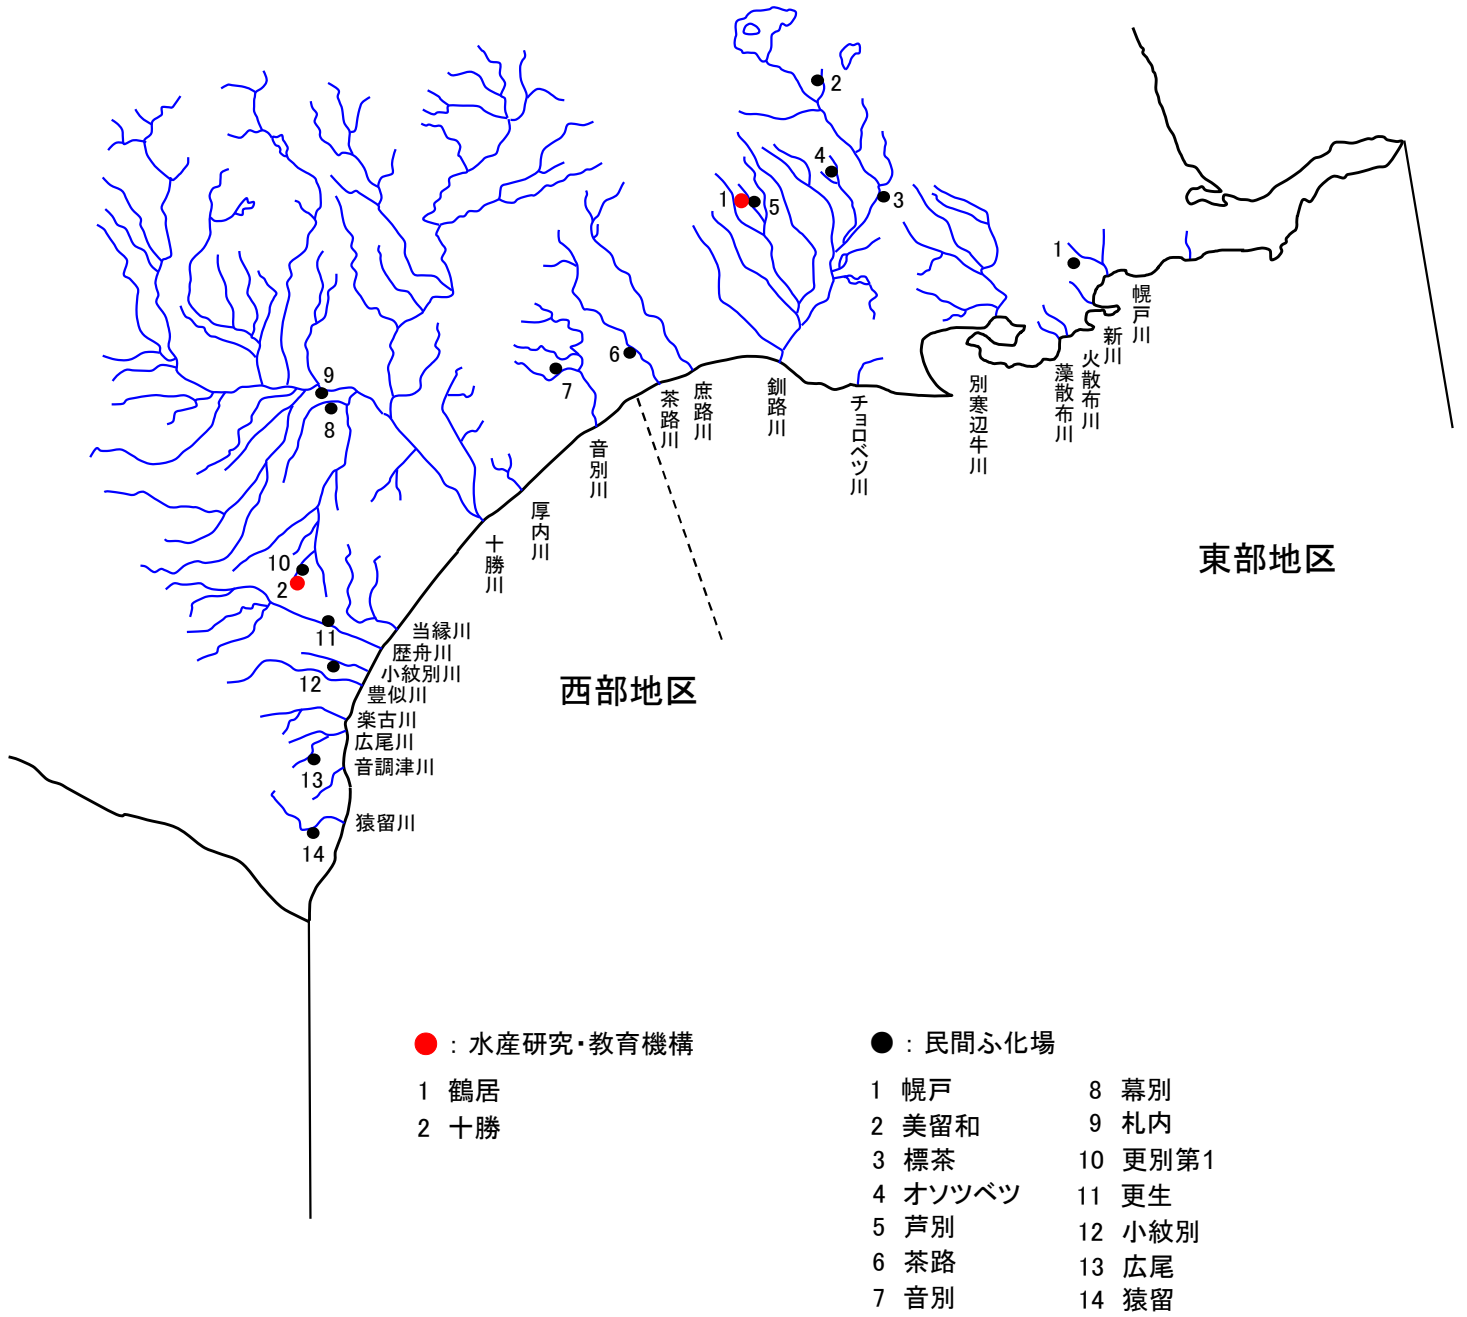 2
4
3
1
5
1
幌戸川
新川
火散布川
藻散布川
別寒辺牛川
チョロベツ川
釧路川
庶路川
茶路川
6
9
7
8
音別川
厚内川
十勝川
東部地区
10
2
11
当縁川
歴舟川
小紋別川
12
豊似川
西部地区
楽古川
広尾川
音調津川
13
猿留川
14
●：水産研究・教育機構
1 鶴居
2 十勝
●：民間ふ化場
1 幌戸
2 美留和
3 標茶
4 オソツベツ
5 芦別
6 茶路
7 音別
8 幕別
9 札内
10 更別第1
11 更生
12 小紋別
13 広尾
14 猿留